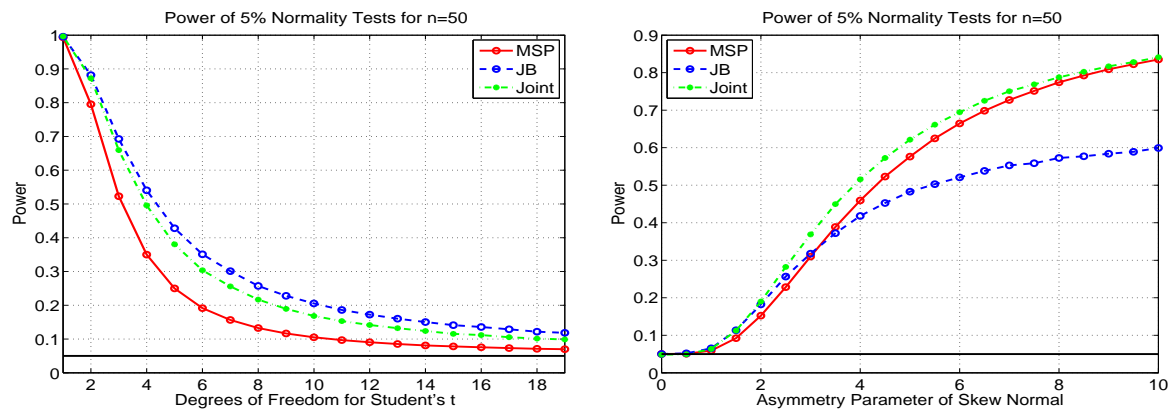 Power of 5% Normality Tests for n=50
1
0.9
0.8
0.7
0.6
0.5
0.4
0.3
0.2
0.1
0
Power
2 4 6 8 10 12 14 16 18
Degrees of Freedom for Student's t
MSP
JB
Joint
Power of 5% Normality Tests for n=50
0.9
0.8
0.7
0.6
0.5
0.4
0.3
0.2
0.1
0
Power
0 2 4 6 8 10
Asymmetry Parameter of Skew Normal
MSP
JB
Joint